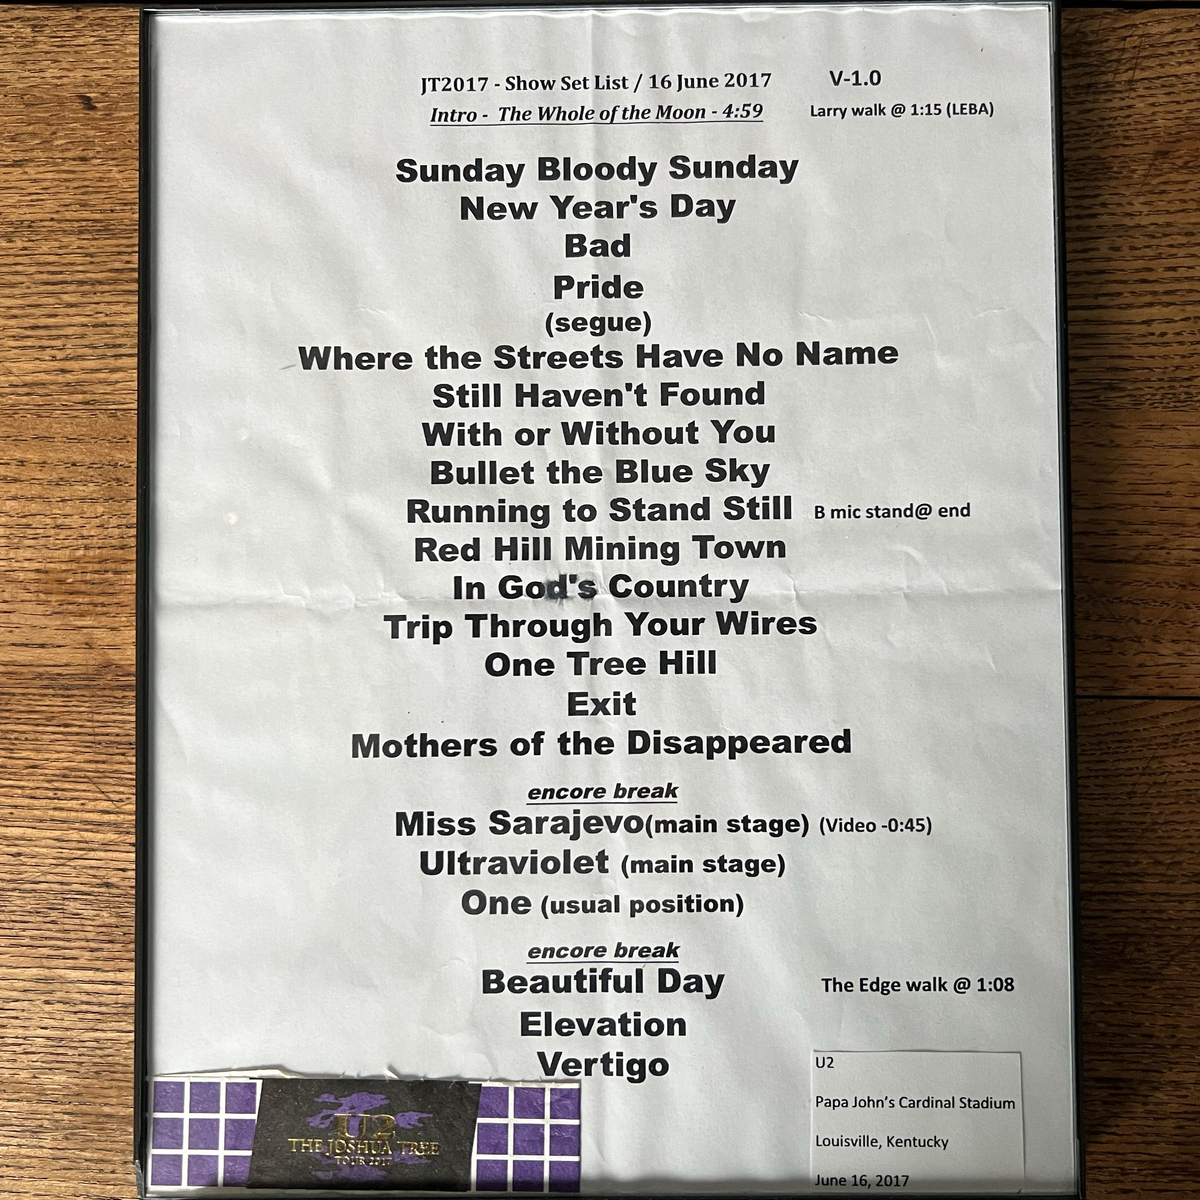 JT2017 - Show Set List / 16 June 2017 V-1.0
Intro - The Whole of the Moon - 4:59 Larry walk @ 1:15 (LEBA)
Sunday Bloody Sunday
New Year's Day
Bad
Pride
(segue)
Where the Streets Have No Name
Still Haven't Found
With or Without You
Bullet the Blue Sky
Running to Stand Still B mic stand@ end
Red Hill Mining Town
In God's Country
Trip Through Your Wires
One Tree Hill
Exit
Mothers of the Disappeared
encore break
Miss Sarajevo(main stage) (Video -0:45)
Ultraviolet (main stage)
One (usual position)
encore break
Beautiful Day The Edge walk @ 1:08
Elevation
Vertigo
U2
THE JOSHUA TREE
TOUR 2017
U2
Papa John's Cardinal Stadium
Louisville, Kentucky
June 16, 2017